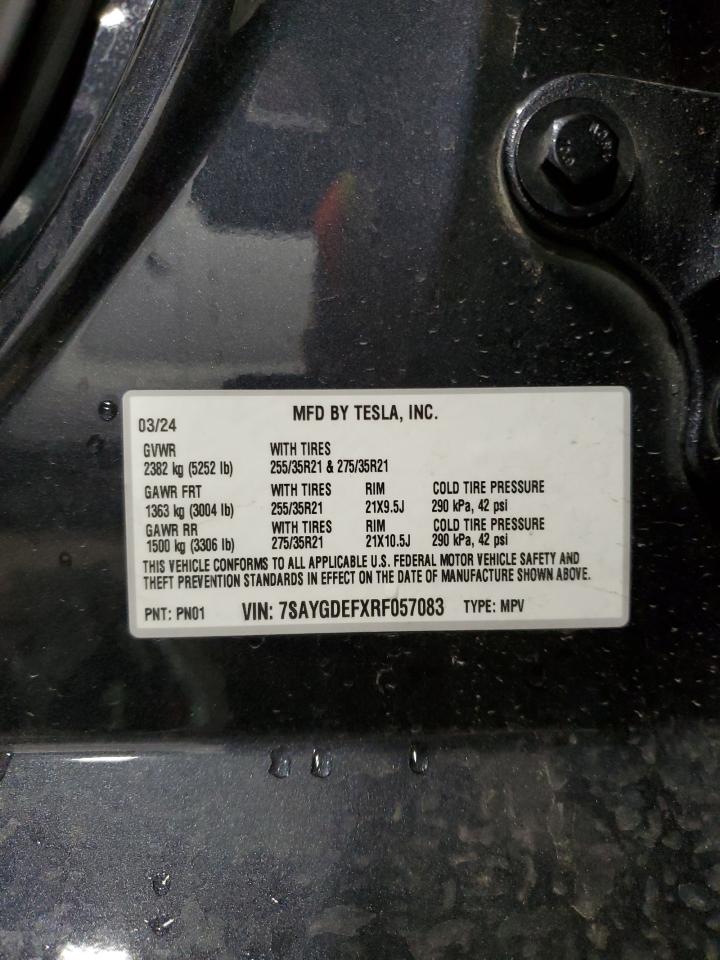 MFD BY TESLA, INC.
03/24
GVWR WITH TIRES
2382 kg (5252 lb) 255/35R21 & 275/35R21
GAWR FRT WITH TIRES RIM COLD TIRE PRESSURE
1363 kg (3004 lb) 255/35R21 21X9.5J 290 kPa, 42 psi
GAWR RR WITH TIRES RIM COLD TIRE PRESSURE
1500 kg (3306 lb) 275/35R21 21X10.5J 290 kPa, 42 psi
THIS VEHICLE CONFORMS TO ALL APPLICABLE U.S. FEDERAL MOTOR VEHICLE SAFETY AND
THEFT PREVENTION STANDARDS IN EFFECT ON THE DATE OF MANUFACTURE SHOWN ABOVE.
PNT: PN01 VIN: 7SAYGDEFXRF057083 TYPE: MPV